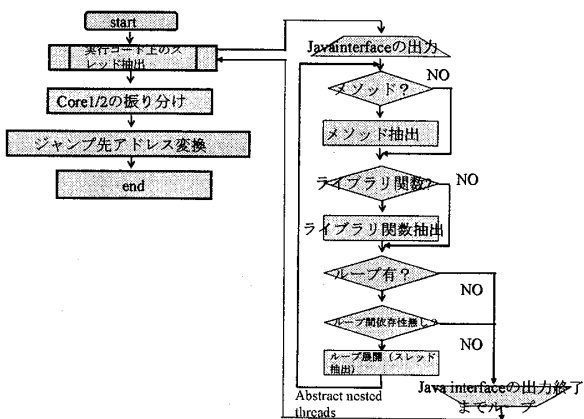 start
実行コード上のス
レッド抽出
Core1/2の振り分け
ジャンプ先アドレス変換
end
Javainterfaceの出力
メソッド?
NO
メソッド抽出
ライブラリ関数?
NO
ライブラリ関数抽出
ループ有?
NO
ループ間依存性無し?
NO
ループ展開(スレッド
抽出)
Abstract nested
threads
Java interfaceの出力終了
までループ